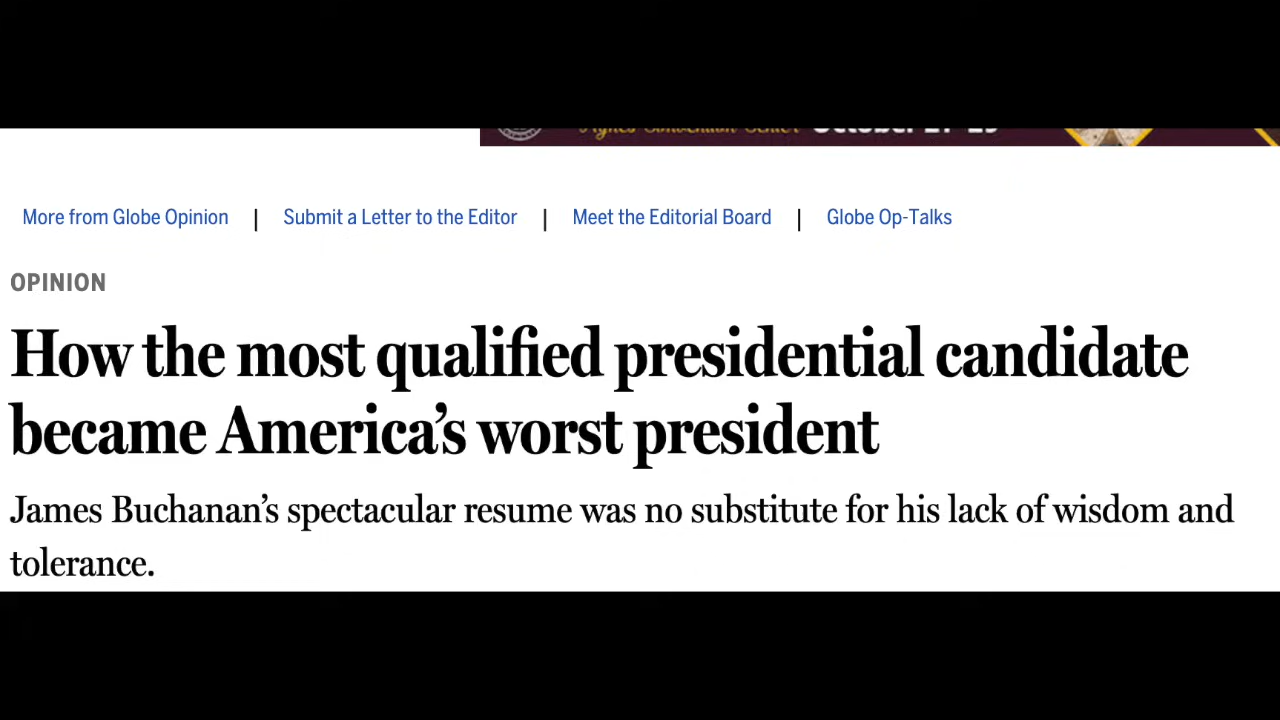 More from Globe Opinion | Submit a Letter to the Editor | Meet the Editorial Board | Globe Op-Talks
OPINION
How the most qualified presidential candidate
became America's worst president
James Buchanan's spectacular resume was no substitute for his lack of wisdom and
tolerance.